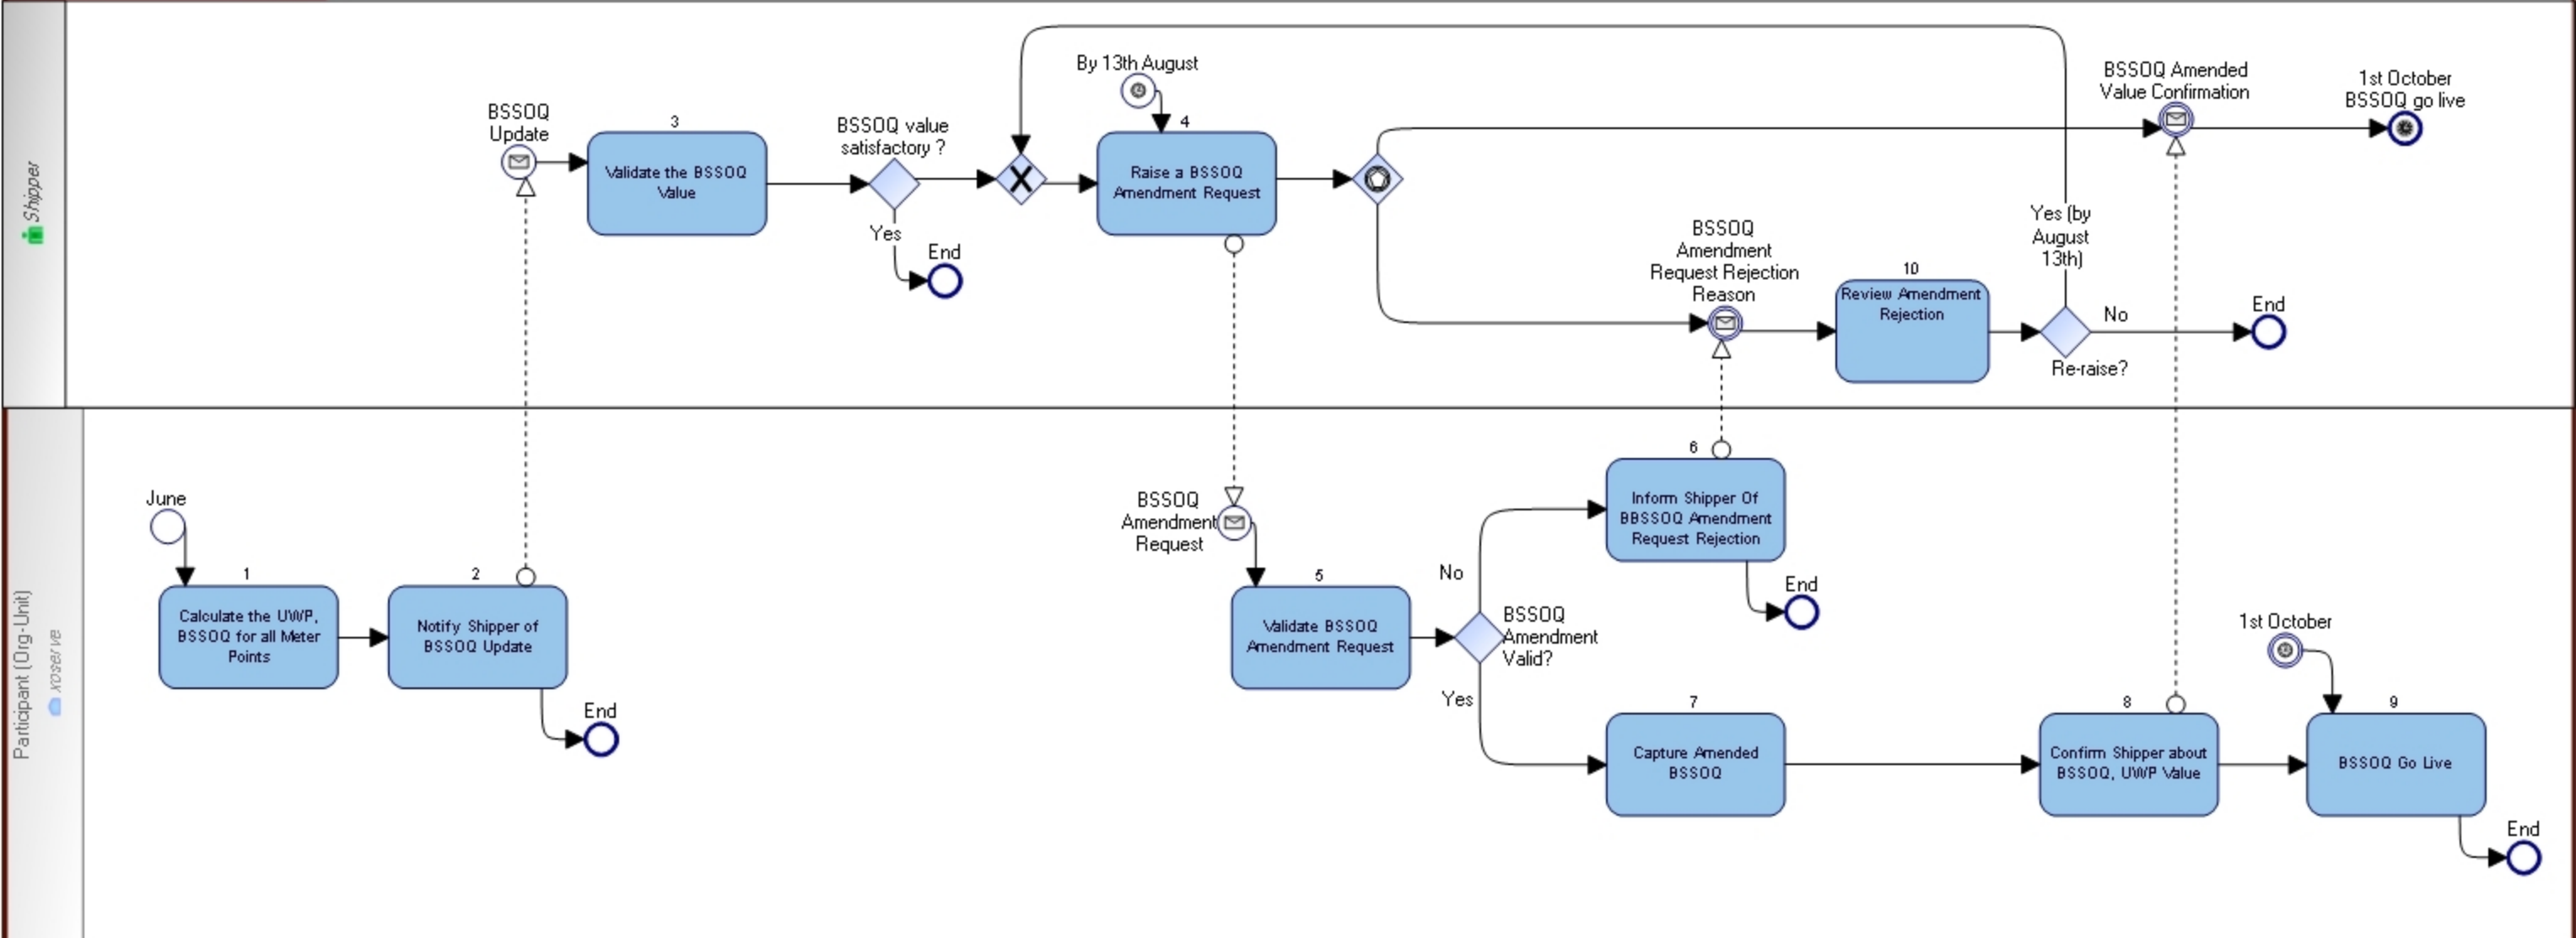 Shipper
BSSOQ
Update
3
Validate the BSSOQ
Value
BSSOQ value
satisfactory ?
Yes
End
By 13th August
4
Raise a BSSOQ
Amendment Request
BSSOQ
Amendment
Request Rejection
Reason
10
Review Amendment
Rejection
Yes (by
August
13th)
Re-raise?
No
End
BSSOQ Amended
Value Confirmation
1st October
BSSOQ go live
Participant (Org-Unit)
xoserve
June
1
Calculate the UWP,
BSSOQ for all Meter
Points
2
Notify Shipper of
BSSOQ Update
End
BSSOQ
Amendment
Request
5
Validate BSSOQ
Amendment Request
BSSOQ
Amendment
Valid?
No
Yes
6
Inform Shipper Of
BBSSOQ Amendment
Request Rejection
End
7
Capture Amended
BSSOQ
8
Confirm Shipper about
BSSOQ, UWP Value
1st October
9
BSSOQ Go Live
End